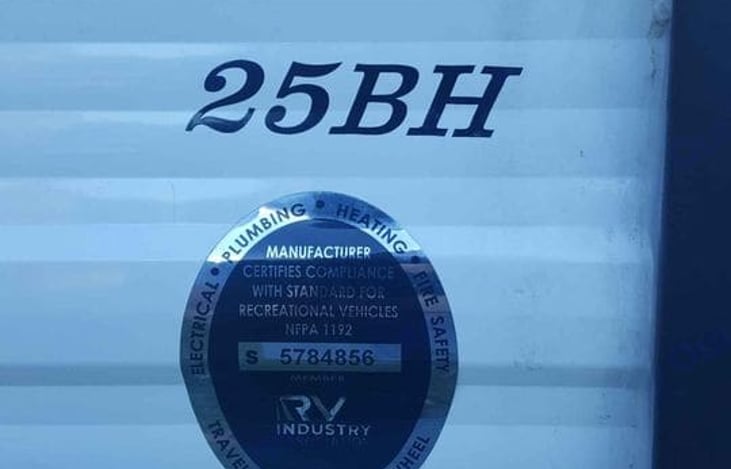 25BH
PLUMBING • HEATING
ELECTRICAL •
FIRE SAFETY
MANUFACTURER
CERTIFIES COMPLIANCE
WITH STANDARD FOR
RECREATIONAL VEHICLES
NFPA 1192
S 5784856
MEMBER
RV
INDUSTRY
TRAVEL